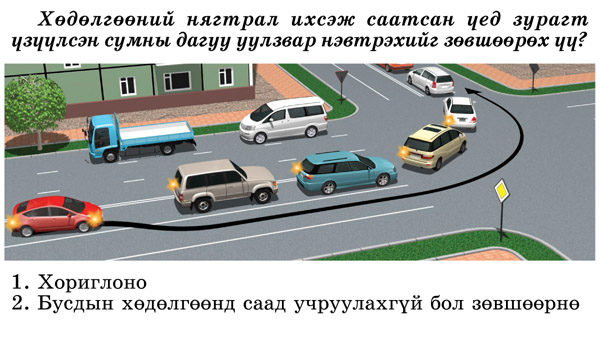 Хөдөлгөөний нягтрал ихсэж саатсан үед зурагт
үзүүлсэн сумны дагуу уулзвар нэвтрэхийг зөвшөөрөх үү?
1. Хориглоно
2. Бусдын хөдөлгөөнд саад учруулахгүй бол зөвшөөрнө